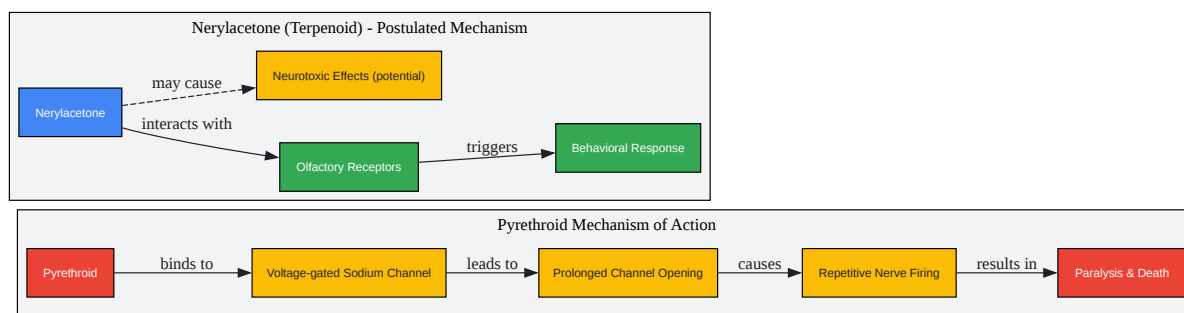 Nerylacetone (Terpenoid) - Postulated Mechanism
Neurotoxic Effects (potential)
may cause
Nerylacetone
interacts with
Olfactory Receptors
triggers
Behavioral Response
Pyrethroid Mechanism of Action
Pyrethroid
binds to
Voltage-gated Sodium Channel
leads to
Prolonged Channel Opening
causes
Repetitive Nerve Firing
results in
Paralysis & Death